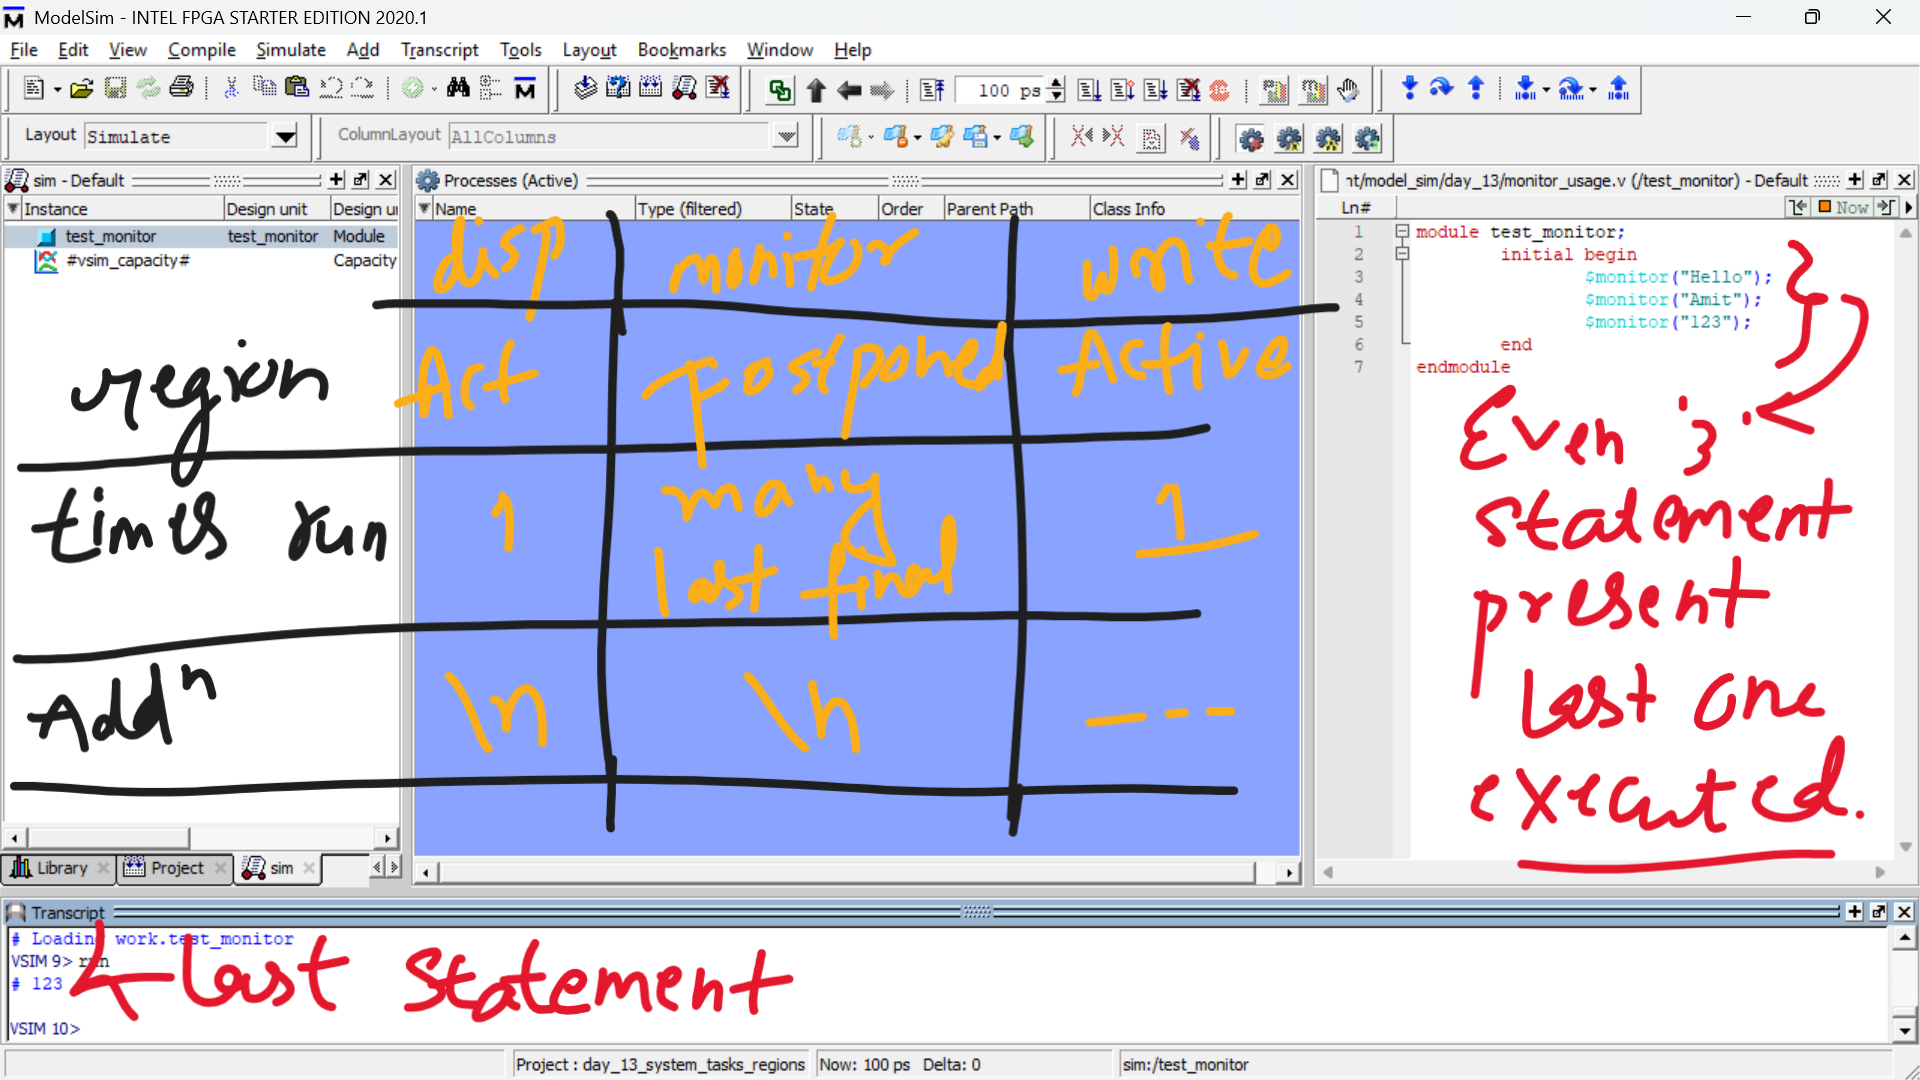 ModelSim - INTEL FPGA STARTER EDITION 2020.1
File Edit View Compile Simulate Add Transcript Tools Layout Bookmarks Window Help
100 ps
Layout Simulate
ColumnLayout AllColumns
sim - Default
Instance Design unit Design u
test_monitor test_monitor Module
#vsim_capacity# Capacity
Library Project sim
Processes (Active)
Name Type (filtered) State Order Parent Path Class Info
disp monitor write
region Act Postponed Active
times run 1 many 1
last final
Addn \n \n ---
nt/model_sim/day_13/monitor_usage.v (/test_monitor) - Default
Ln# Now
1 module test_monitor;
2 initial begin
3 $monitor("Hello");
4 $monitor("Amit");
5 $monitor("123");
6 end
7 endmodule
Even 3
statement
present
Last one
executed.
Transcript
# Loading work.test_monitor
VSIM 9> run
# 123
Last statement
VSIM 10>
Project : day_13_system_tasks_regions Now: 100 ps Delta: 0 sim:/test_monitor